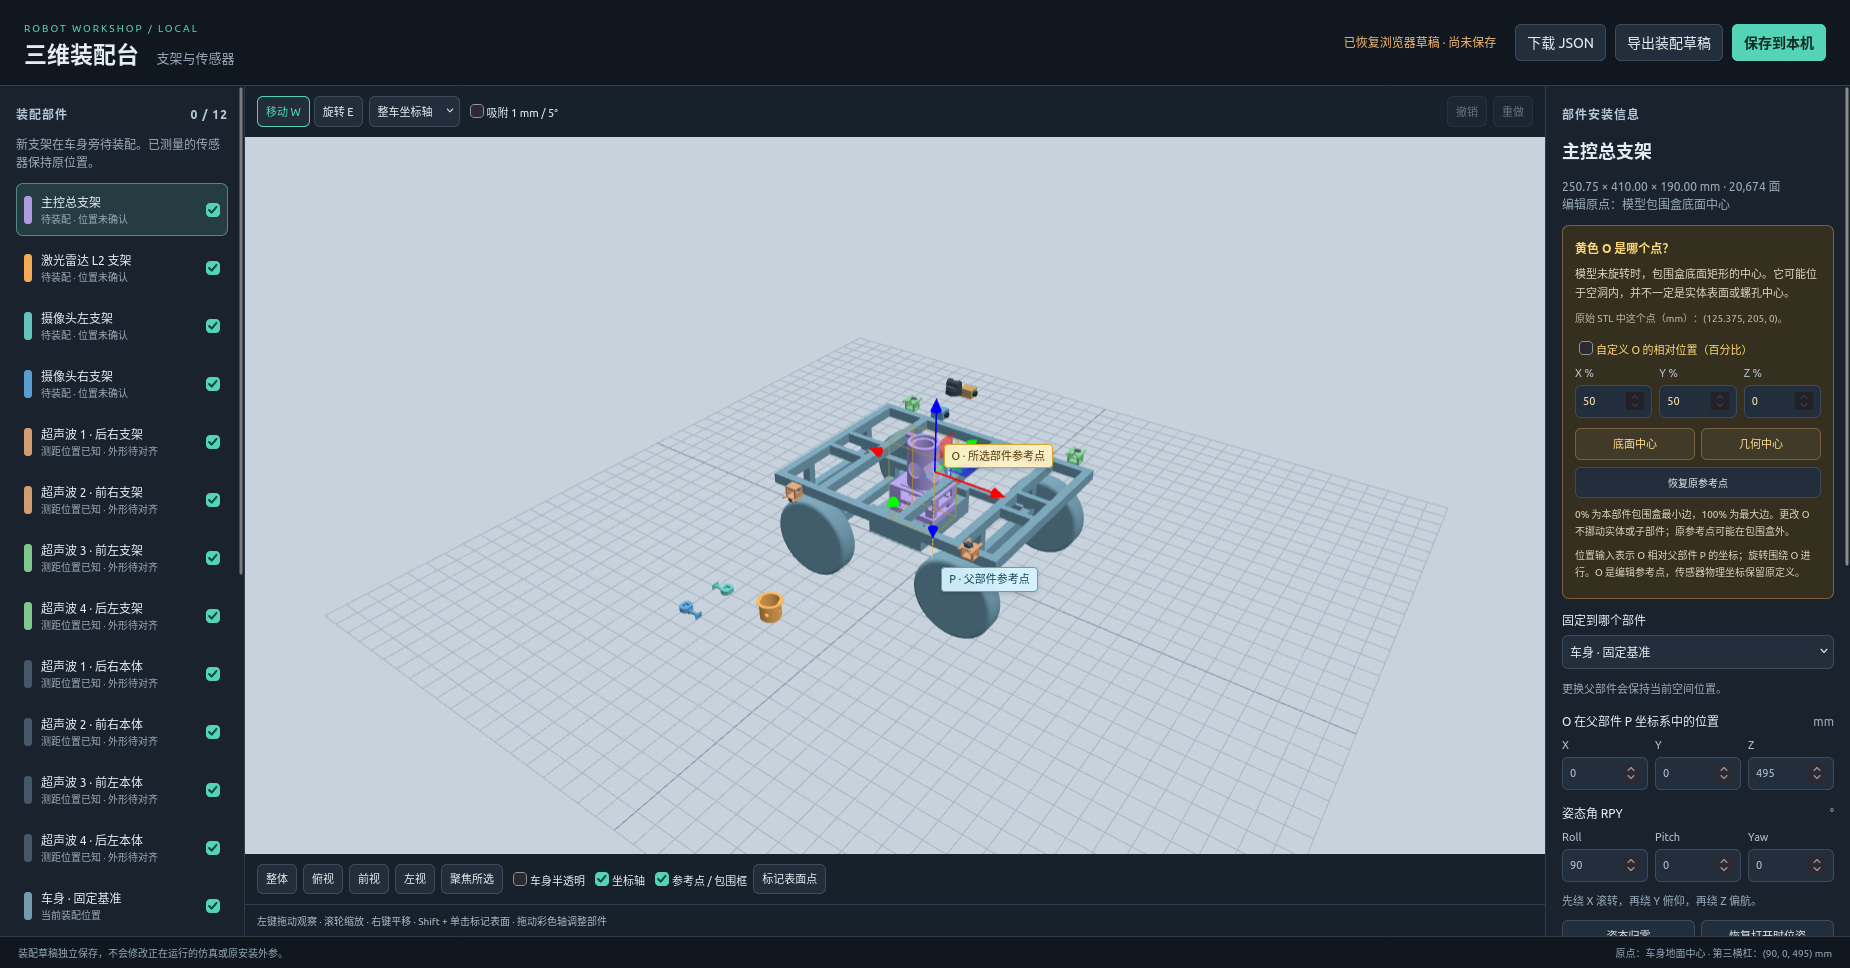 ROBOT WORKSHOP / LOCAL
三维装配台 支架与传感器
已恢复浏览器草稿 · 尚未保存
下载 JSON
导出装配草稿
保存到本机
装配部件 0 / 12
新支架在车身旁待装配。已测量的传感
器保持原位置。
主控总支架
待装配 · 位置未确认
激光雷达 L2 支架
待装配 · 位置未确认
摄像头左支架
待装配 · 位置未确认
摄像头右支架
待装配 · 位置未确认
超声波 1 · 后右支架
测距位置已知 · 外形待对齐
超声波 2 · 前右支架
测距位置已知 · 外形待对齐
超声波 3 · 前左支架
测距位置已知 · 外形待对齐
超声波 4 · 后左支架
测距位置已知 · 外形待对齐
超声波 1 · 后右本体
测距位置已知 · 外形待对齐
超声波 2 · 前右本体
测距位置已知 · 外形待对齐
超声波 3 · 前左本体
测距位置已知 · 外形待对齐
超声波 4 · 后左本体
测距位置已知 · 外形待对齐
车身 · 固定基准
当前装配位置
移动 W
旋转 E
整车坐标轴
吸附 1 mm / 5°
撤销
重做
O · 所选部件参考点
P · 父部件参考点
整体
俯视
前视
左视
聚焦所选
车身半透明
坐标轴
参考点 / 包围框
标记表面点
左键拖动观察 · 滚轮缩放 · 右键平移 · Shift + 单击标记表面 · 拖动彩色轴调整部件
部件安装信息
主控总支架
250.75 × 410.00 × 190.00 mm · 20,674 面
编辑原点：模型包围盒底面中心
黄色 O 是哪个点？
模型未旋转时，包围盒底面矩形的中心。它可能位
于空洞内，并不一定是实体表面或螺孔中心。
原始 STL 中这个点（mm）：(125.375, 205, 0)。
自定义 O 的相对位置（百分比）
X % Y % Z %
50 50 0
底面中心
几何中心
恢复原参考点
0% 为本部件包围盒最小边，100% 为最大边。更改 O
不挪动实体或子部件；原参考点可能在包围盒外。
位置输入表示 O 相对父部件 P 的坐标；旋转围绕 O 进
行。O 是编辑参考点，传感器物理坐标保留原定义。
固定到哪个部件
车身 · 固定基准
更换父部件会保持当前空间位置。
O 在父部件 P 坐标系中的位置 mm
X Y Z
0 0 495
姿态角 RPY °
Roll Pitch Yaw
90 0 0
先绕 X 滚转，再绕 Y 俯仰，再绕 Z 偏航。
姿态归零
恢复打开时位姿
装配草稿独立保存，不会修改正在运行的仿真或原安装外参。
原点：车身地面中心 · 第三横杠：(90, 0, 495) mm